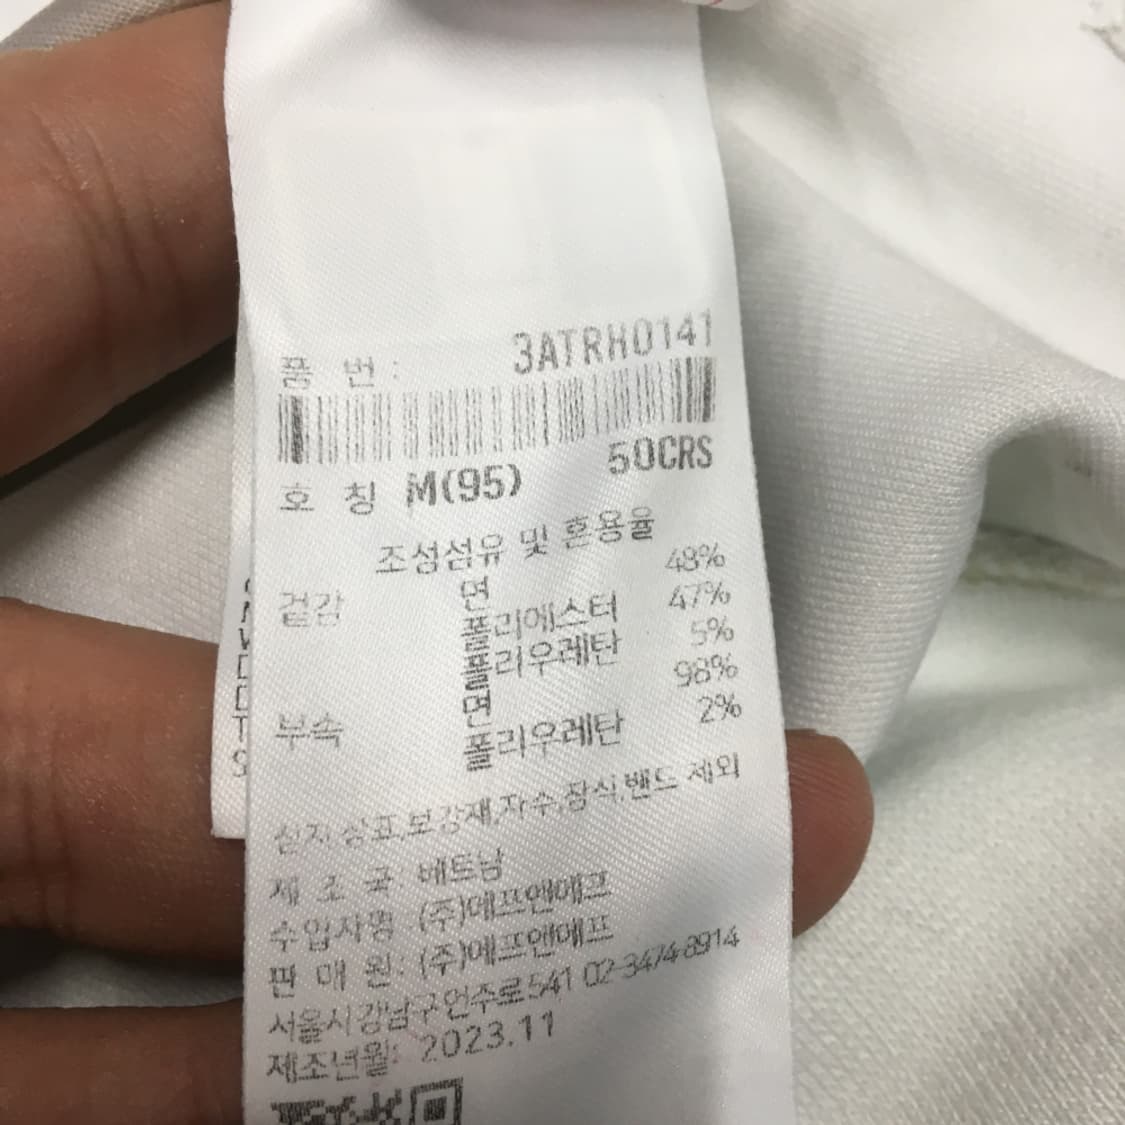 품 번 : 3ATRH0141
호 칭 M(95) 50CRS
조성섬유 및 혼용율
겉감 면 48%
폴리에스터 47%
폴리우레탄 5%
부속 면 98%
폴리우레탄 2%
심지,상표,보강재,자수,장식,밴드 제외
제 조 국: 베트남
수입자명 :(주)에프앤에프
판 매 원: (주)에프앤에프
서울시강남구언주로541 02-3474-8914
제조년월: 2023.11